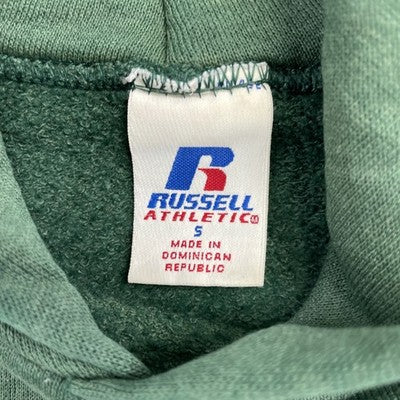 RUSSELL
ATHLETIC
S
MADE IN
DOMINICAN
REPUBLIC